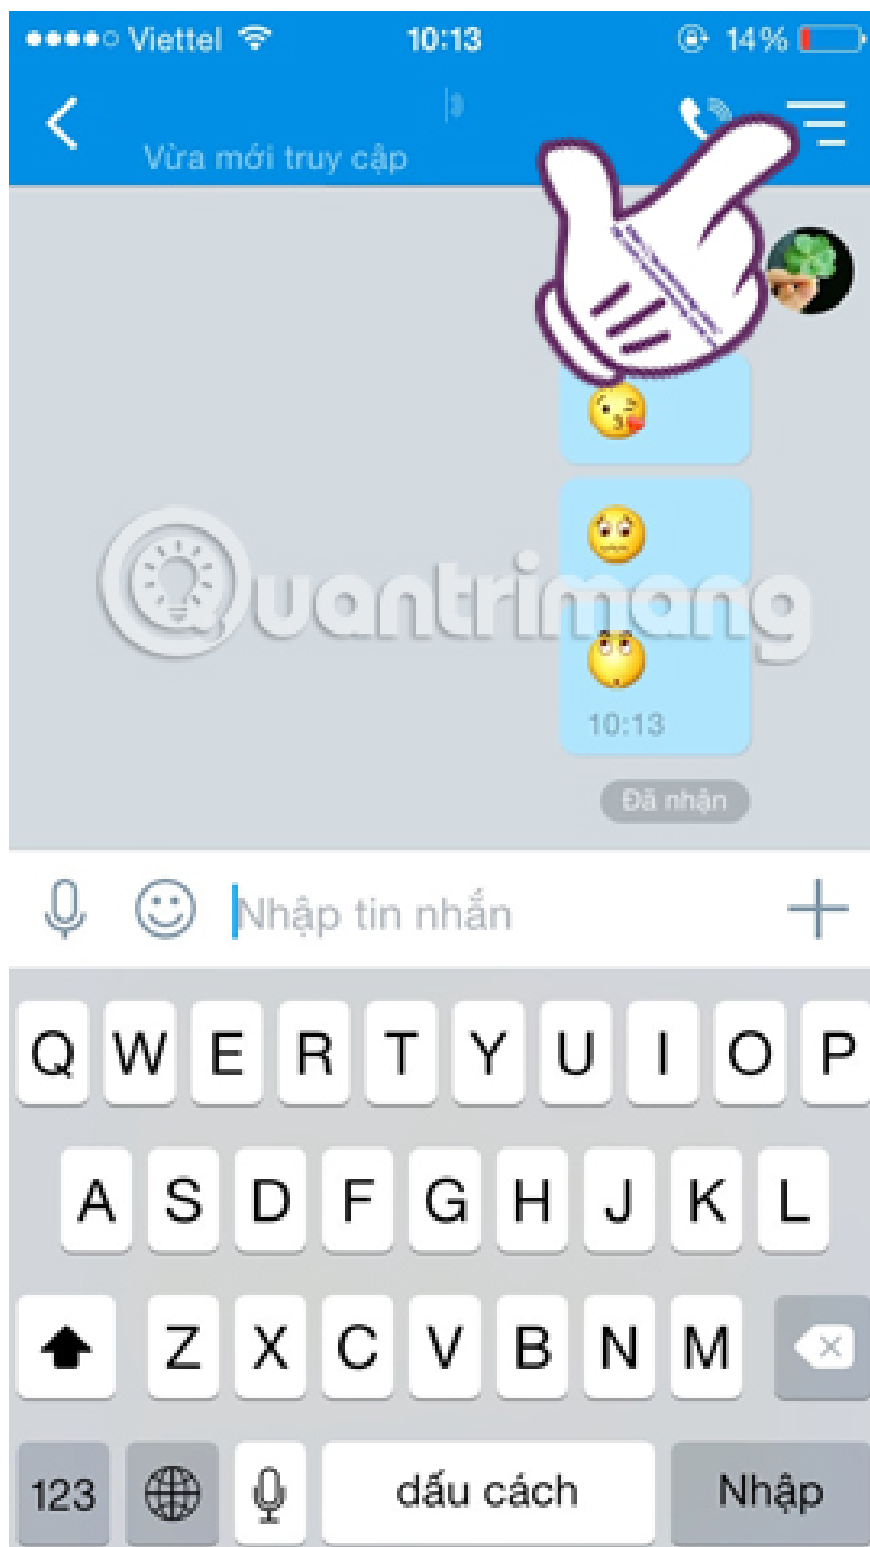 Viettel 10:13 14%
Vừa mới truy cập
Quantrimang
10:13
Đã nhận
Nhập tin nhắn
Q W E R T Y U I O P
A S D F G H J K L
Z X C V B N M
123 dấu cách Nhập